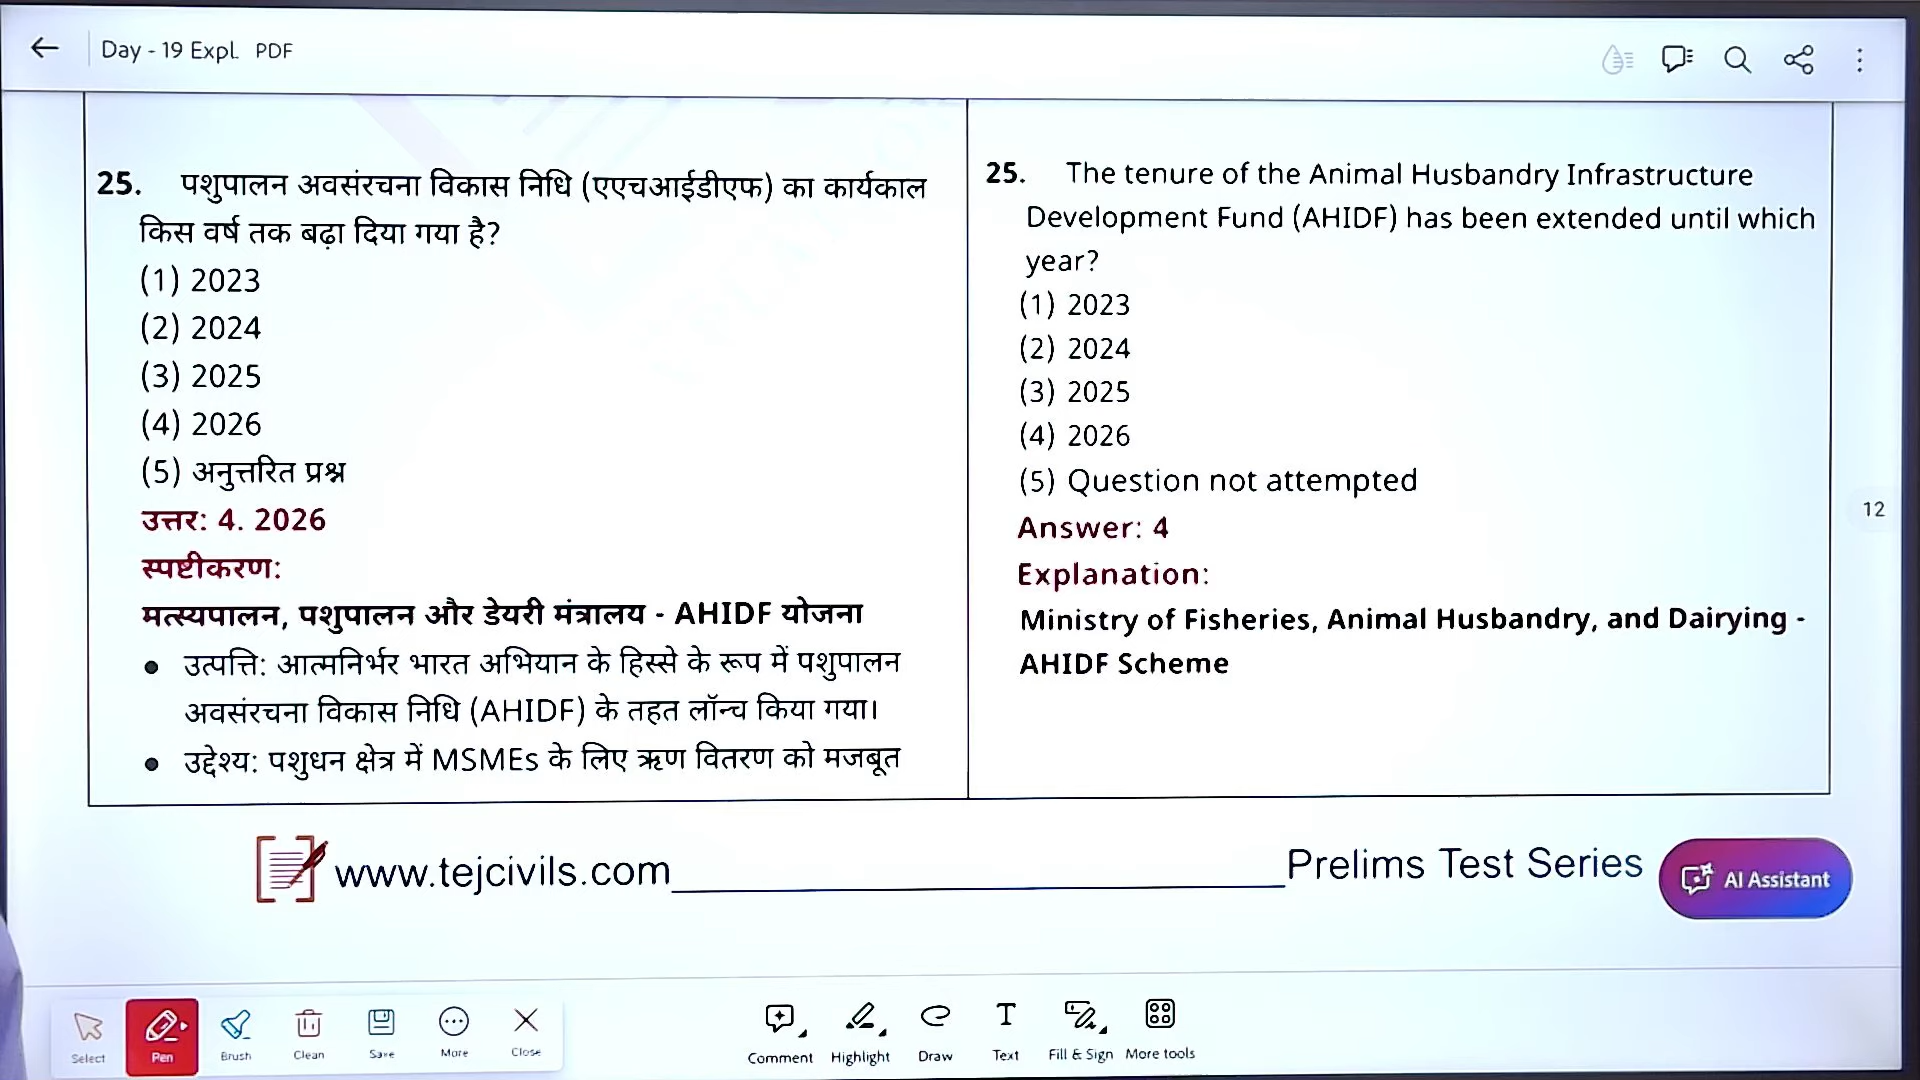 Day - 19 Expl. PDF
25. पशुपालन अवसंरचना विकास निधि (एएचआईडीएफ) का कार्यकाल
किस वर्ष तक बढ़ा दिया गया है?
(1) 2023
(2) 2024
(3) 2025
(4) 2026
(5) अनुत्तरित प्रश्न
उत्तर: 4. 2026
स्पष्टीकरण:
मत्स्यपालन, पशुपालन और डेयरी मंत्रालय - AHIDF योजना
• उत्पत्ति: आत्मनिर्भर भारत अभियान के हिस्से के रूप में पशुपालन
अवसंरचना विकास निधि (AHIDF) के तहत लॉन्च किया गया।
• उद्देश्य: पशुधन क्षेत्र में MSMEs के लिए ऋण वितरण को मजबूत
25. The tenure of the Animal Husbandry Infrastructure
Development Fund (AHIDF) has been extended until which
year?
(1) 2023
(2) 2024
(3) 2025
(4) 2026
(5) Question not attempted
Answer: 4
Explanation:
Ministry of Fisheries, Animal Husbandry, and Dairying -
AHIDF Scheme
12
www.tejcivils.com Prelims Test Series
AI Assistant
Select Pen Brush Clean Save More Close
Comment Highlight Draw Text Fill & Sign More tools